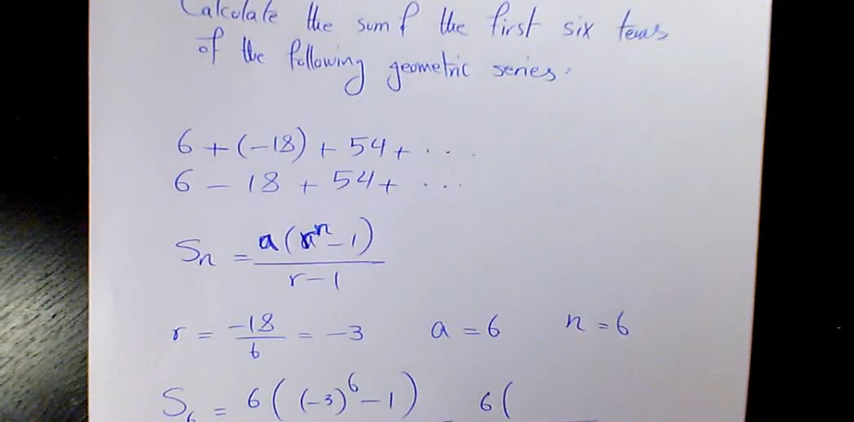 Calculate the sum of the first six terms
of the following geometric series:
6 + (-18) + 54 + ....
6 - 18 + 54 + ...
Sn = a(r^n - 1) / r - 1
r = -18/6 = -3 a = 6 n = 6
S6 = 6((-3)^6 - 1) 6(